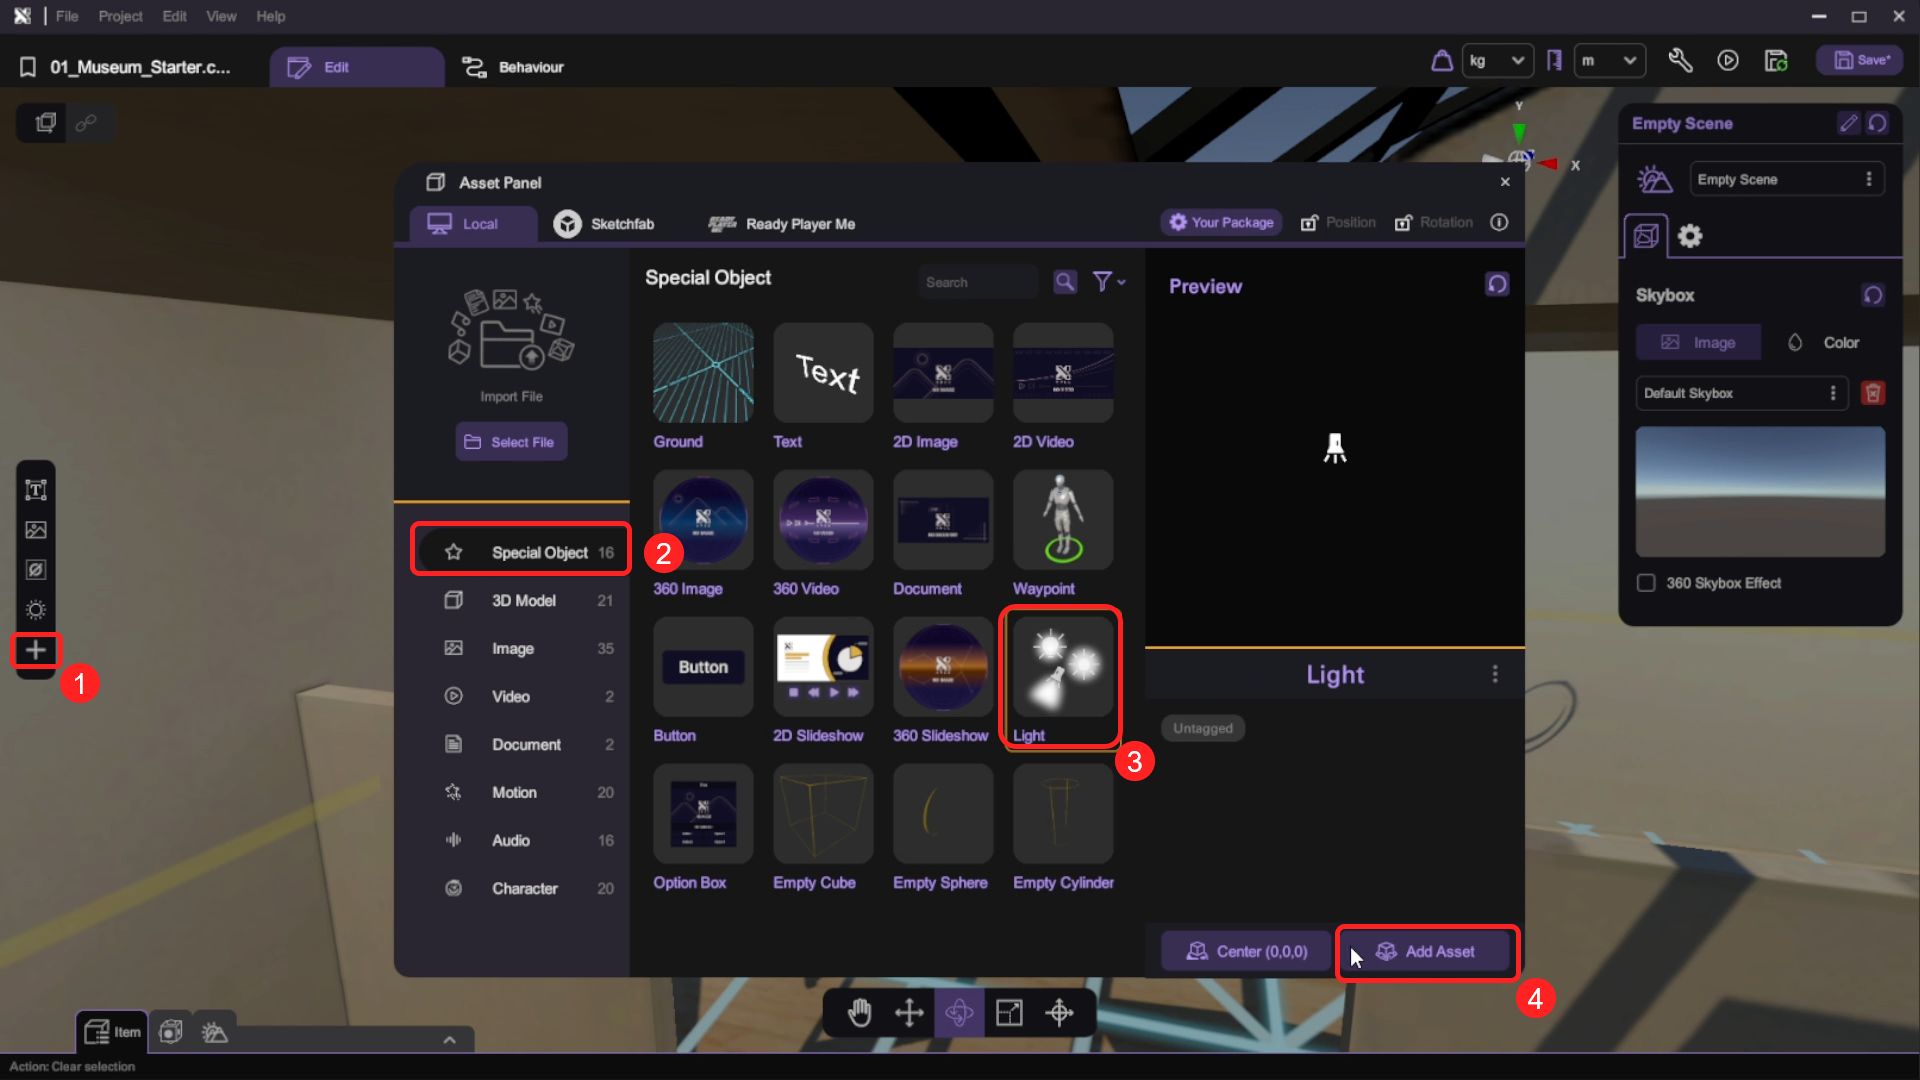 File Project Edit View Help
01_Museum_Starter.c... Edit Behaviour kg m Save*
Y
X
Empty Scene
Empty Scene
Skybox
Image Color
Default Skybox
360 Skybox Effect
Asset Panel
Local Sketchfab Ready Player Me Your Package Position Rotation
Import File
Select File
Special Object 16
3D Model 21
Image 35
Video 2
Document 2
Motion 20
Audio 16
Character 20
Special Object Search
Text
Ground Text 2D Image 2D Video
360 Image 360 Video Document Waypoint
Button
Button 2D Slideshow 360 Slideshow Light
Option Box Empty Cube Empty Sphere Empty Cylinder
Preview
Light
Untagged
Center (0,0,0) Add Asset
1
2
3
4
Item
Action: Clear selection